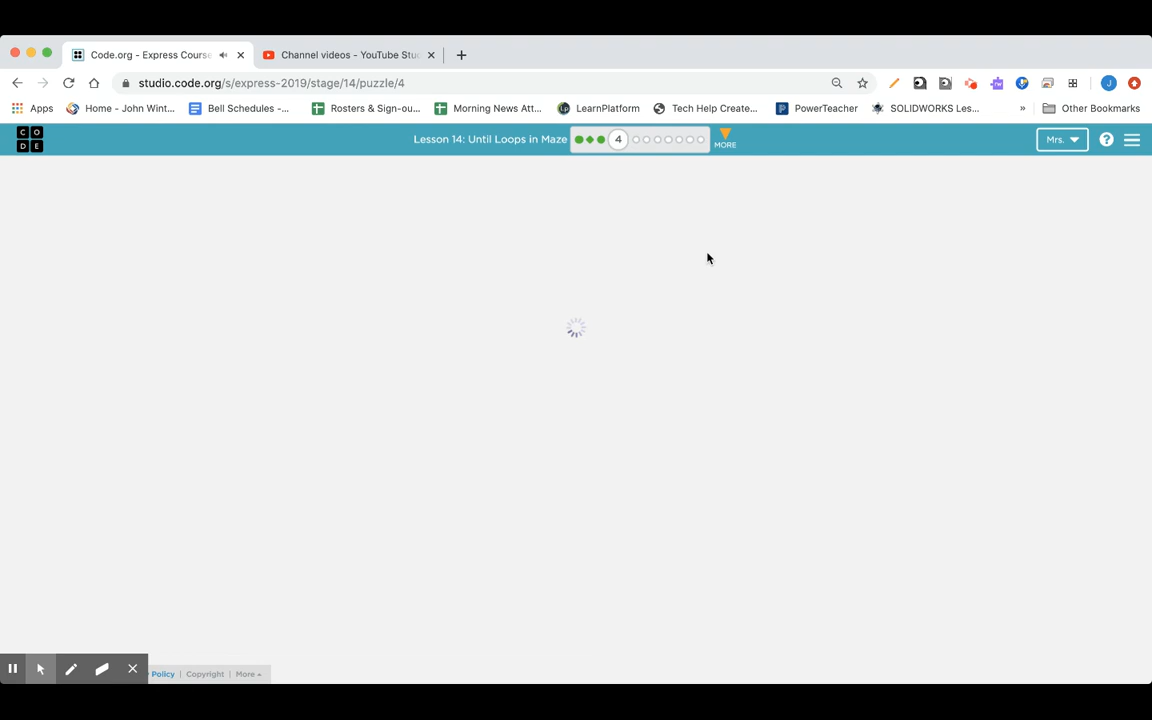 Code.org - Express Course
Channel videos - YouTube Stu
studio.code.org/s/express-2019/stage/14/puzzle/4
Apps Home - John Wint... Bell Schedules -... Rosters & Sign-ou... Morning News Att... LearnPlatform Tech Help Create... PowerTeacher SOLIDWORKS Les... » Other Bookmarks
C O D E
Lesson 14: Until Loops in Maze 4 MORE
Mrs. ?
Policy | Copyright | More